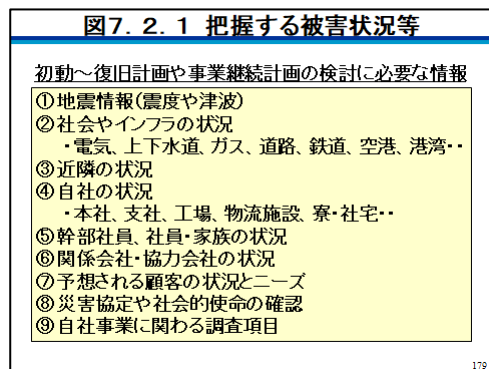 図7．2．1 把握する被害状況等
初動～復旧計画や事業継続計画の検討に必要な情報
①地震情報(震度や津波)
②社会やインフラの状況
・電気、上下水道、ガス、道路、鉄道、空港、港湾・・
③近隣の状況
④自社の状況
・本社、支社、工場、物流施設、寮・社宅・・
⑤幹部社員、社員・家族の状況
⑥関係会社・協力会社の状況
⑦予想される顧客の状況とニーズ
⑧災害協定や社会的使命の確認
⑨自社事業に関わる調査項目
179